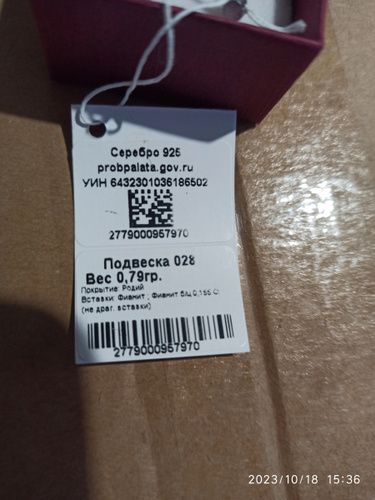 Серебро 925
probpalata.gov.ru
УИН 6432301036186502
2779000957970
Подвеска 028
Вес 0,79гр.
Покрытие: Родий
Вставки: Фианит ; Фианит
(не драг. вставки)
2779000957970
2023/10/18 15:36